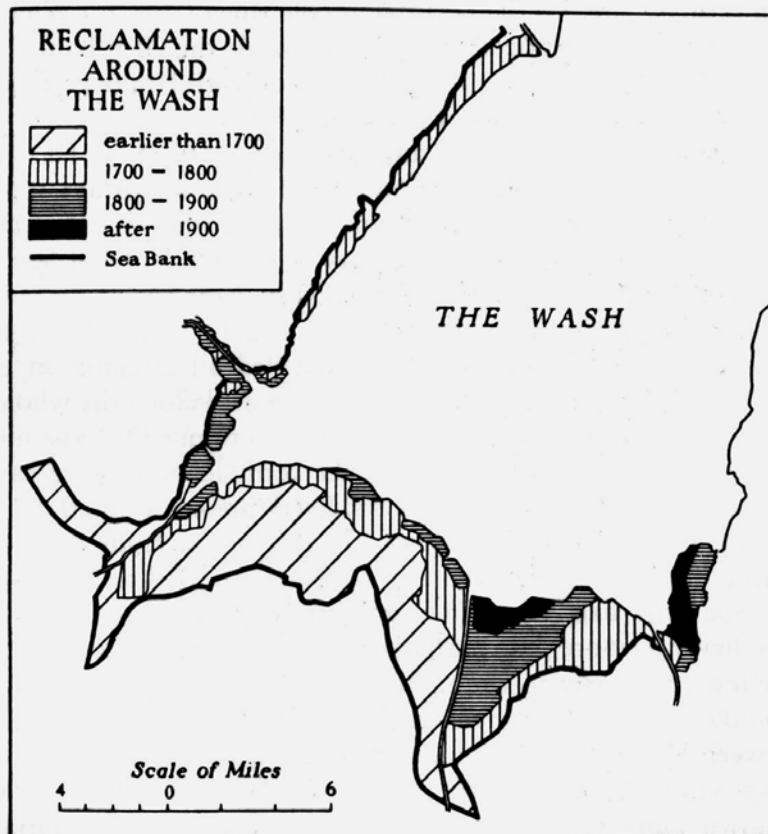 RECLAMATION
AROUND
THE WASH
earlier than 1700
1700 – 1800
1800 – 1900
after 1900
Sea Bank
THE WASH
Scale of Miles
4 0 6